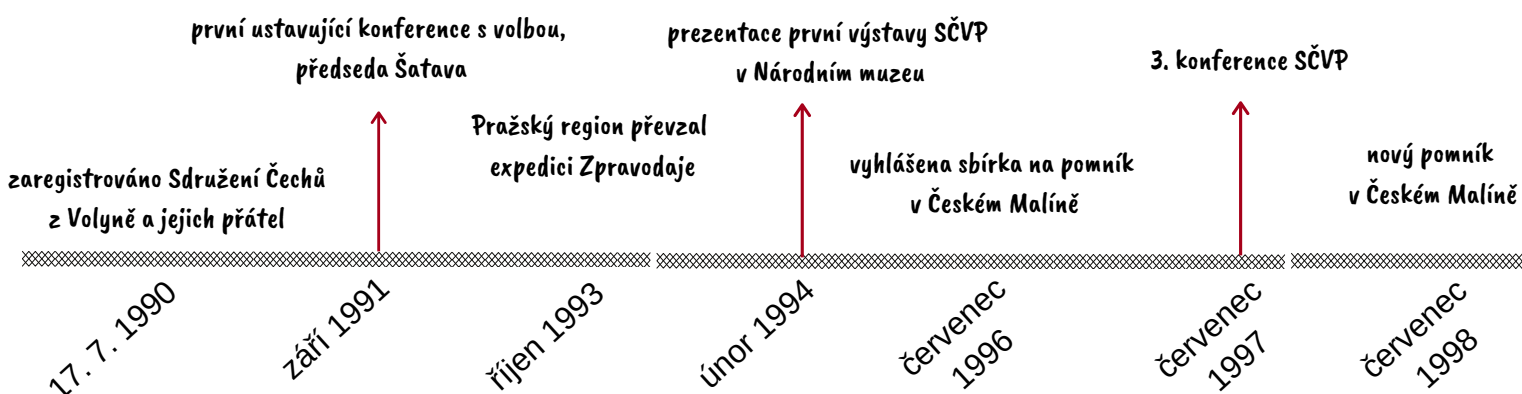 zaregistrováno Sdružení Čechů
z Volyně a jejich přátel
17. 7. 1990
první ustavující konference s volbou,
předseda Šatava
září 1991
Pražský region převzal
expedici Zpravodaje
říjen 1993
prezentace první výstavy SČVP
v Národním muzeu
únor 1994
vyhlášena sbírka na pomník
v Českém Malíně
červenec
1996
3. konference SČVP
červenec
1997
nový pomník
v Českém Malíně
červenec
1998